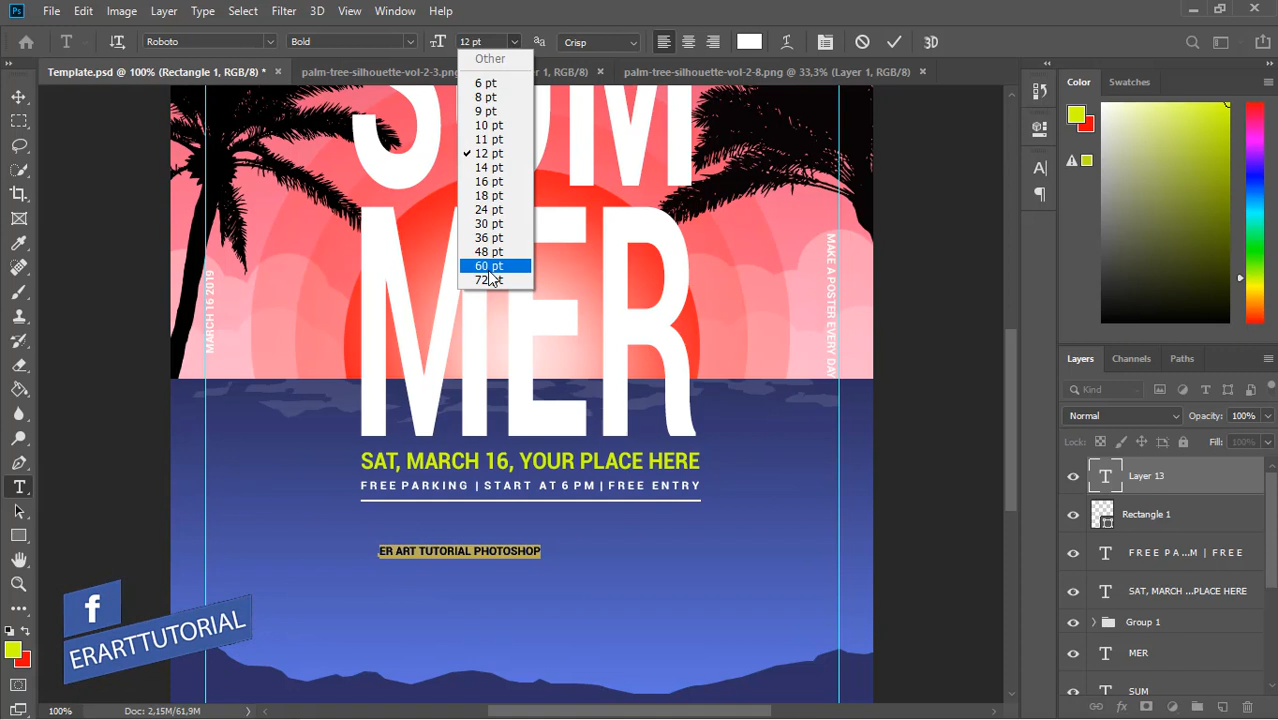 Ps File Edit Image Layer Type Select Filter 3D View Window Help
T Roboto Bold 12 pt Crisp 3D
Template.psd @ 100% (Rectangle 1, RGB/8) * palm-tree-silhouette-vol-2-3.png 1, RGB/8) palm-tree-silhouette-vol-2-8.png @ 33,3% (Layer 1, RGB/8)
Other
6 pt
8 pt
9 pt
10 pt
11 pt
12 pt
14 pt
16 pt
18 pt
24 pt
30 pt
36 pt
48 pt
60 pt
SUM
MER
MARCH 16 2019
MAKE A POSTER EVERY DAY
SAT, MARCH 16, YOUR PLACE HERE
FREE PARKING | START AT 6 PM | FREE ENTRY
ER ART TUTORIAL PHOTOSHOP
f
ERARTTUTORIAL
100% Doc: 2,15M/61,9M
Color Swatches
Layers Channels Paths
Kind
Normal Opacity: 100%
Lock: Fill: 100%
Layer 13
Rectangle 1
F R E E P A ...M | F R E E
SAT, MARCH ...PLACE HERE
Group 1
MER
SUM